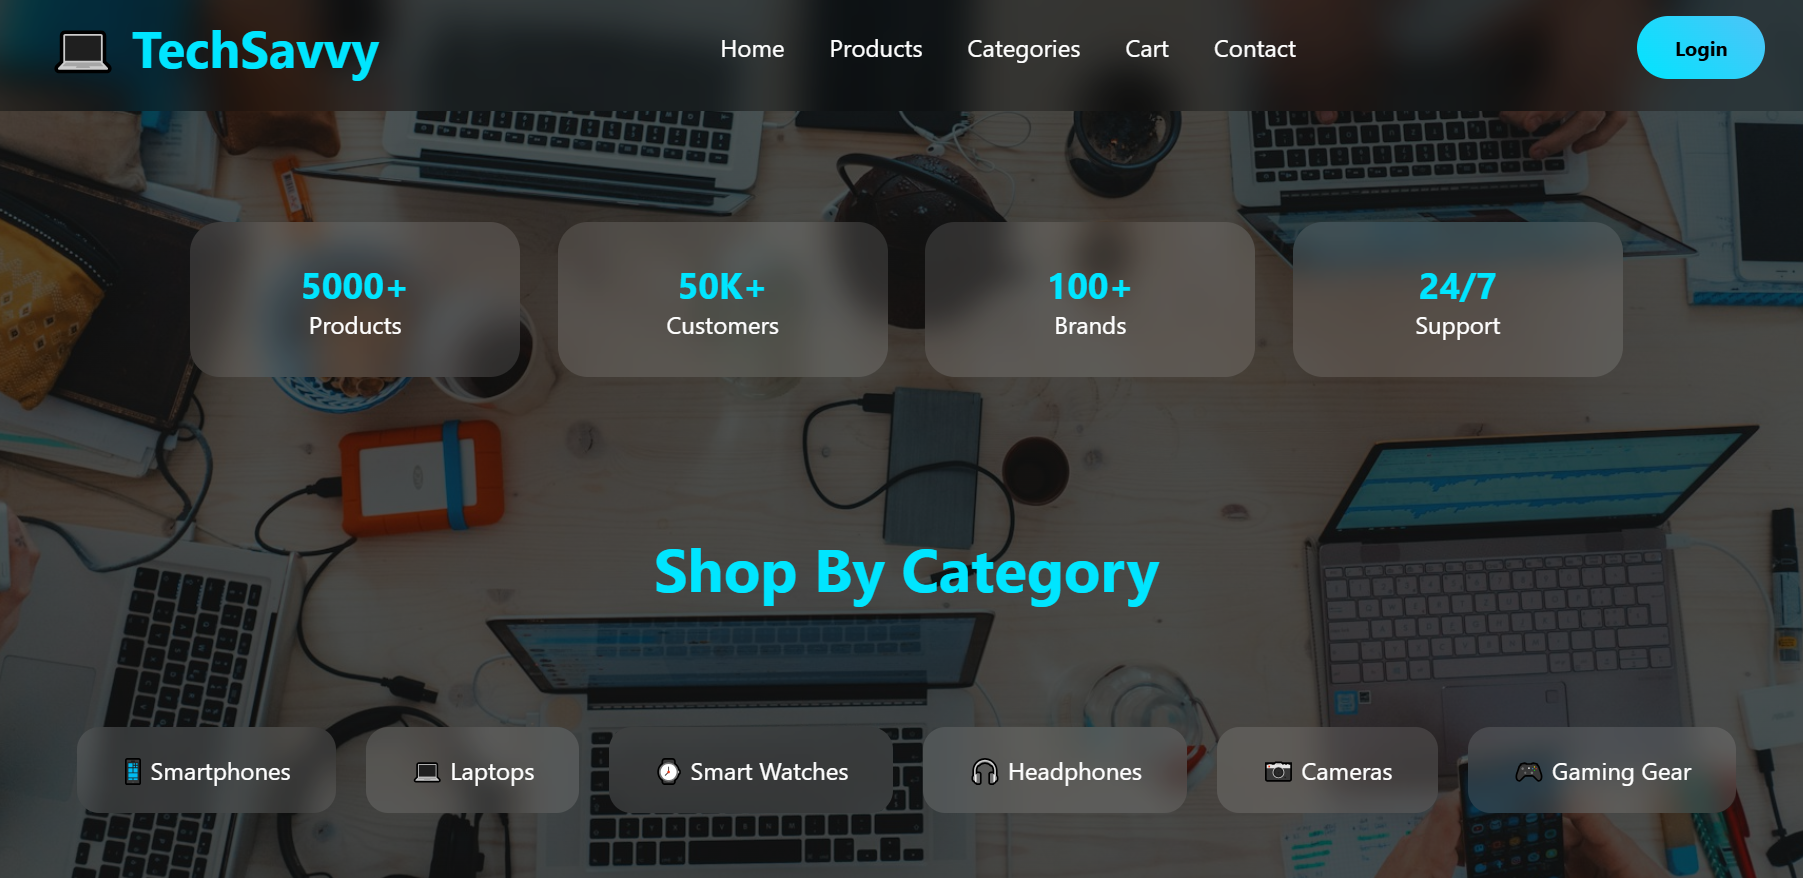 TechSavvy
Home Products Categories Cart Contact
Login
5000+
Products
50K+
Customers
100+
Brands
24/7
Support
Shop By Category
Smartphones
Laptops
Smart Watches
Headphones
Cameras
Gaming Gear